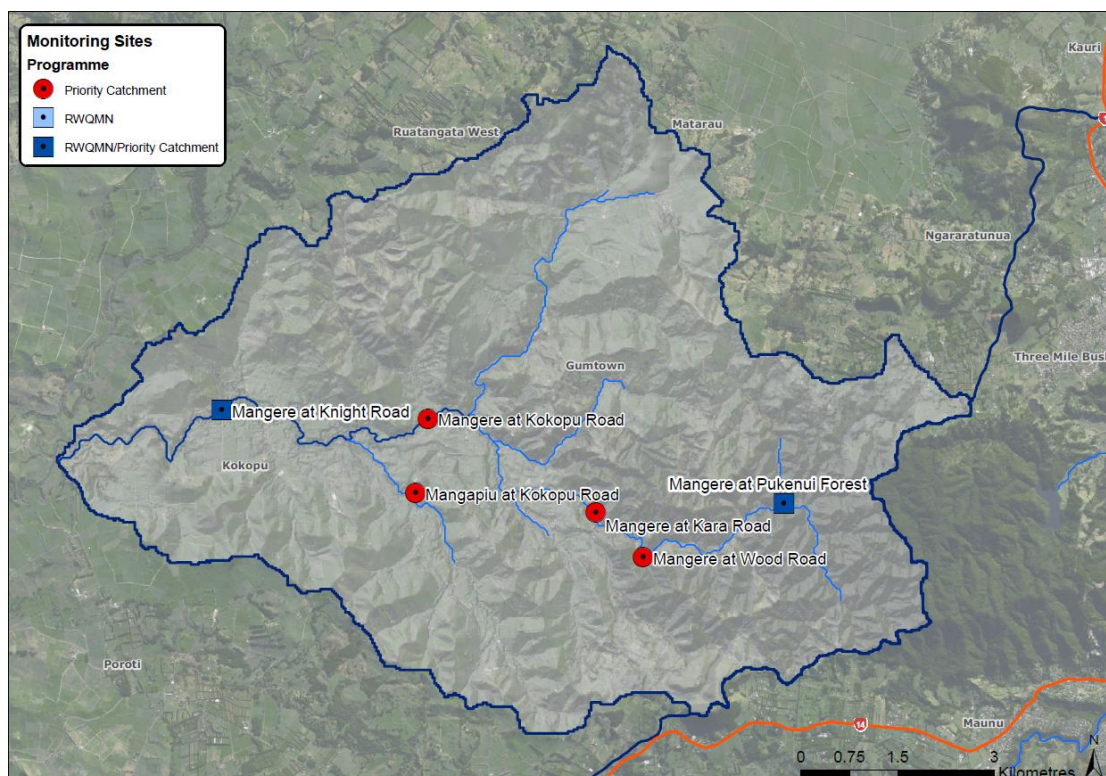 Monitoring Sites
Programme
Priority Catchment
RWQMN
RWQMN/Priority Catchment
Kauri
Ruatangata West
Matarau
Ngararatunua
Three Mile Bus
Gumtown
Mangere at Knight Road
Mangere at Kokopu Road
Kokopu
Mangapiu at Kokopu Road
Mangere at Pukenui Forest
Mangere at Kara Road
Mangere at Wood Road
Poroti
14
Maunu
N
0 0.75 1.5 3
Kilometres